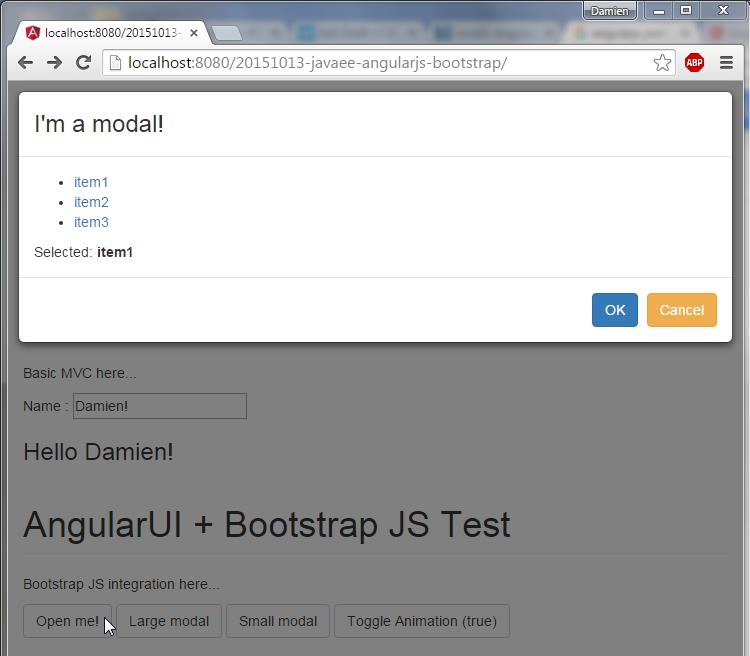 Damien
localhost:8080/20151013-
localhost:8080/20151013-javaee-angularjs-bootstrap/
ABP
I'm a modal!
item1
item2
item3
Selected: item1
OK Cancel
Basic MVC here...
Name : Damien!
Hello Damien!
AngularUI + Bootstrap JS Test
Bootstrap JS integration here...
Open me! Large modal Small modal Toggle Animation (true)